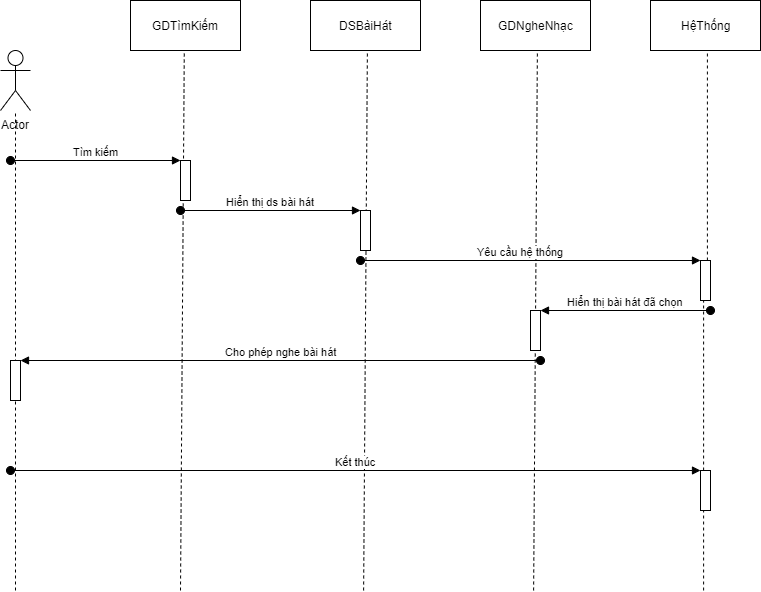 GDTìmKiếm
DSBàiHát
GDNgheNhạc
HệThống
Actor
Tìm kiếm
Hiển thị ds bài hát
Yêu cầu hệ thống
Hiển thị bài hát đã chọn
Cho phép nghe bài hát
Kết thúc